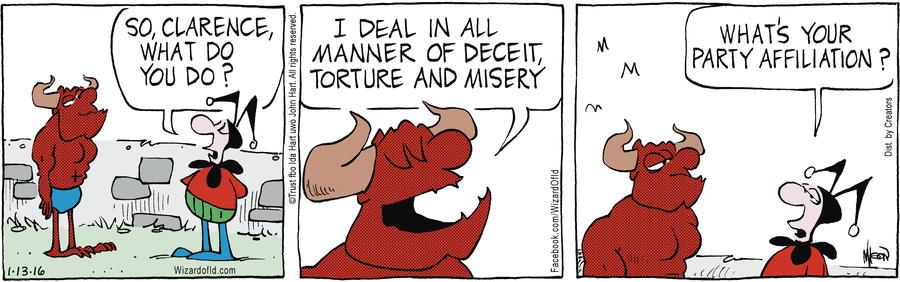 SO, CLARENCE,
WHAT DO
YOU DO?
1-13-16
WizardofId.com
©Trust fbo Ida Hart uwo John Hart. All rights reserved.
I DEAL IN ALL
MANNER OF DECEIT,
TORTURE AND MISERY
Facebook.com/WizardOfId
WHAT'S YOUR
PARTY AFFILIATION?
Dist. by Creators